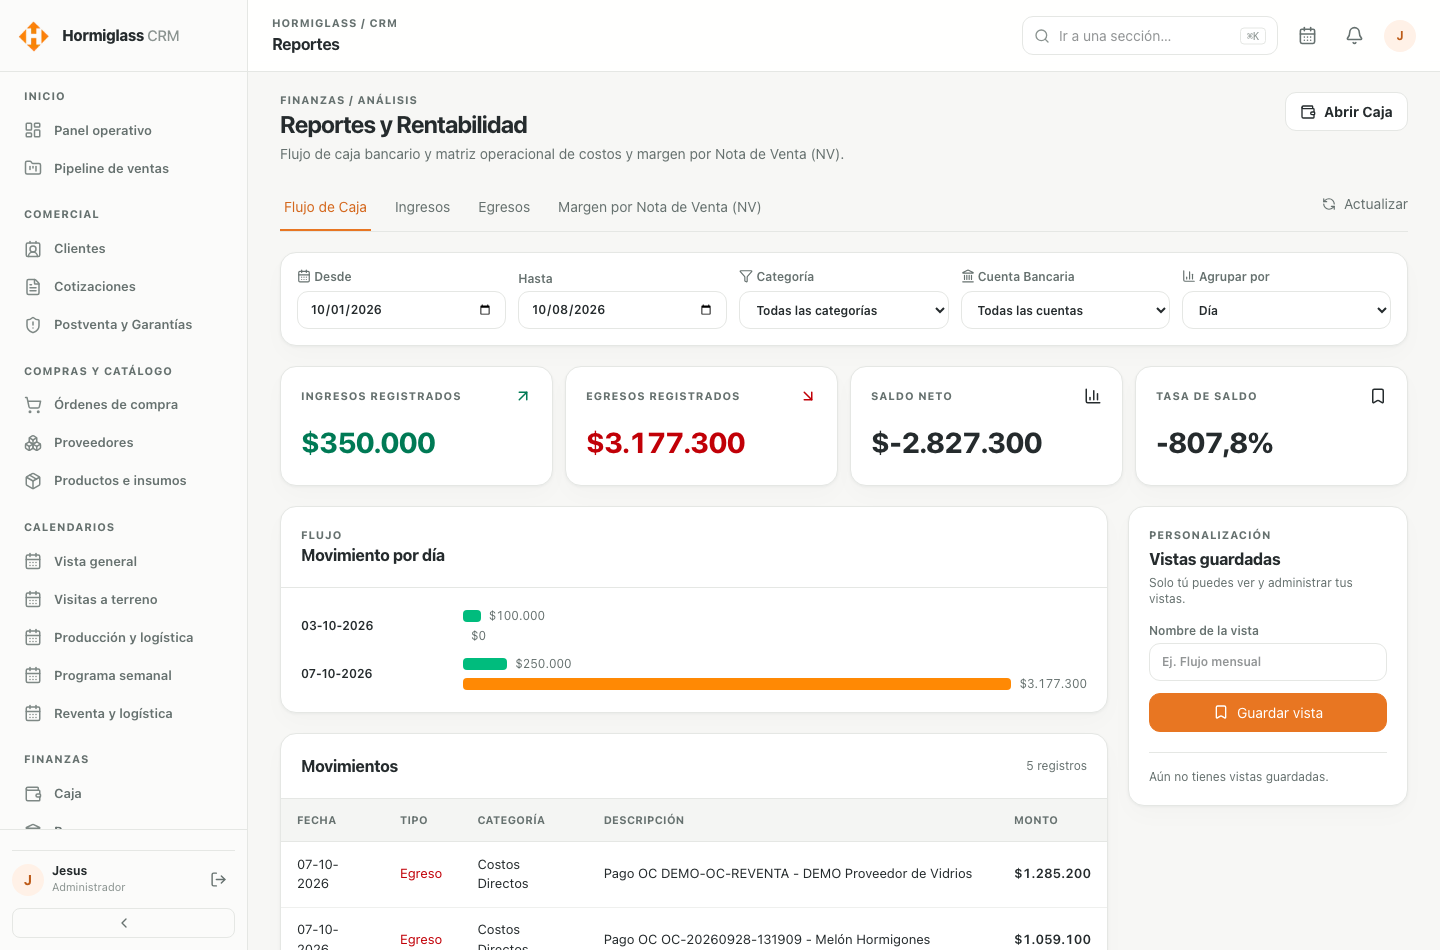 Hormiglass CRM
INICIO
Panel operativo
Pipeline de ventas
COMERCIAL
Clientes
Cotizaciones
Postventa y Garantías
COMPRAS Y CATÁLOGO
Órdenes de compra
Proveedores
Productos e insumos
CALENDARIOS
Vista general
Visitas a terreno
Producción y logística
Programa semanal
Reventa y logística
FINANZAS
Caja
J
Jesus
Administrador
HORMIGLASS / CRM
Reportes
Ir a una sección...
⌘K
J
FINANZAS / ANÁLISIS
Reportes y Rentabilidad
Flujo de caja bancario y matriz operacional de costos y margen por Nota de Venta (NV).
Abrir Caja
Flujo de Caja
Ingresos
Egresos
Margen por Nota de Venta (NV)
Actualizar
Desde
10/01/2026
Hasta
10/08/2026
Categoría
Todas las categorías
Cuenta Bancaria
Todas las cuentas
Agrupar por
Día
INGRESOS REGISTRADOS
$350.000
EGRESOS REGISTRADOS
$3.177.300
SALDO NETO
$-2.827.300
TASA DE SALDO
-807,8%
FLUJO
Movimiento por día
03-10-2026
$100.000
$0
07-10-2026
$250.000
$3.177.300
Movimientos
5 registros
FECHA TIPO CATEGORÍA DESCRIPCIÓN MONTO
07-10-2026 Egreso Costos Directos Pago OC DEMO-OC-REVENTA - DEMO Proveedor de Vidrios $1.285.200
07-10-2026 Egreso Costos Directos Pago OC OC-20260928-131909 - Melón Hormigones $1.059.100
PERSONALIZACIÓN
Vistas guardadas
Solo tú puedes ver y administrar tus
vistas.
Nombre de la vista
Ej. Flujo mensual
Guardar vista
Aún no tienes vistas guardadas.